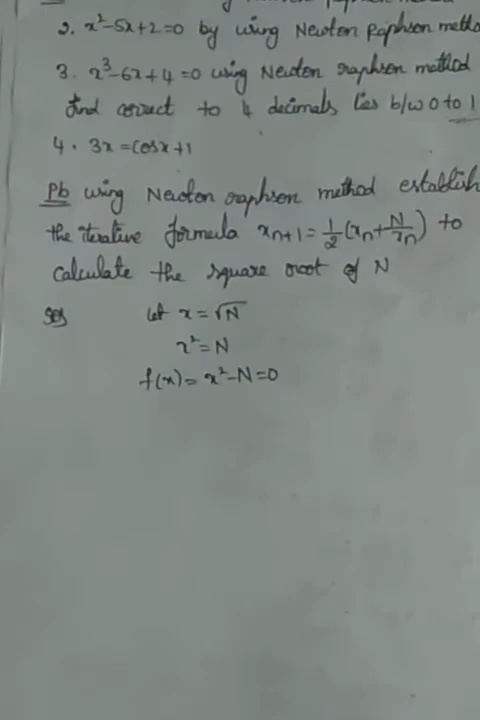 2. x²-5x+2=0 by using Newton Raphson
3. x³-6x+4=0 using Newton raphson method
find correct to 4 decimals lies b/w 0 to 1
4. 3x=cosx+1
Pb using Newton raphson method establish
the iterative formula xₙ₊₁=1/2(xₙ+N/xₙ) to
calculate the square root of N
Sol let x=√N
x²=N
f(x)=x²-N=0